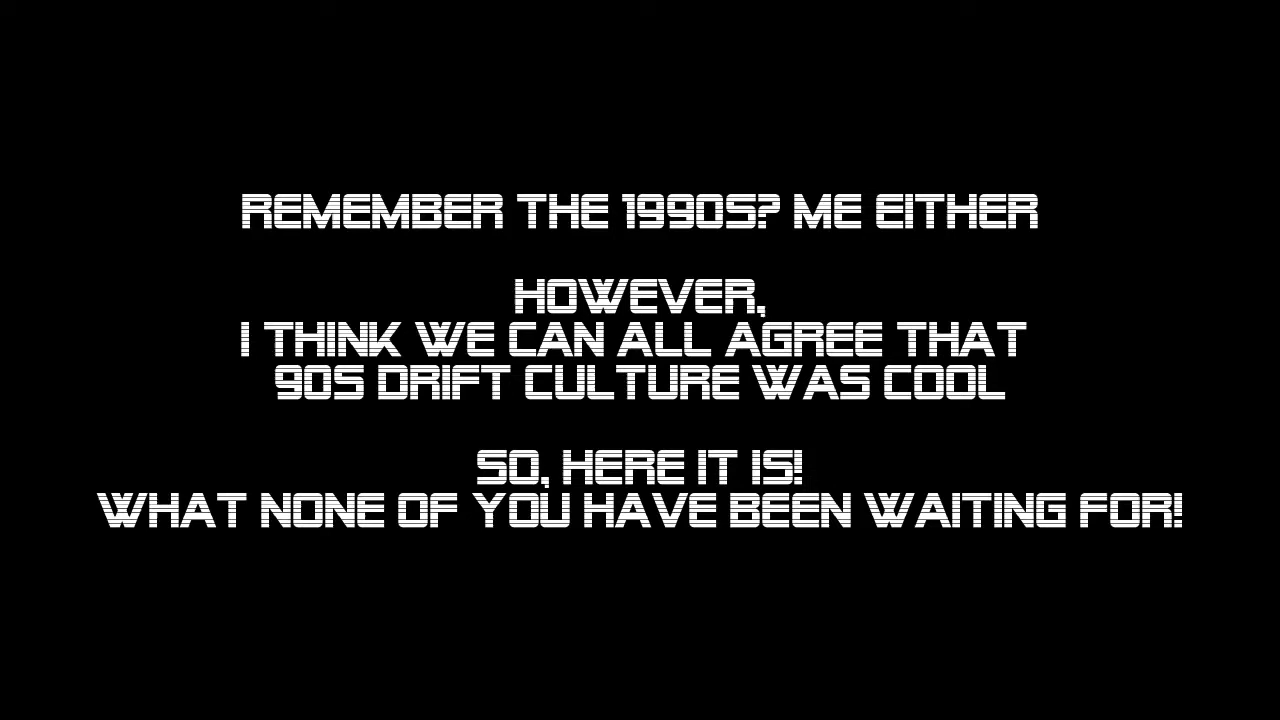 REMEMBER THE 1990S? ME EITHER
HOWEVER,
I THINK WE CAN ALL AGREE THAT
90S DRIFT CULTURE WAS COOL
SO, HERE IT IS!
WHAT NONE OF YOU HAVE BEEN WAITING FOR!